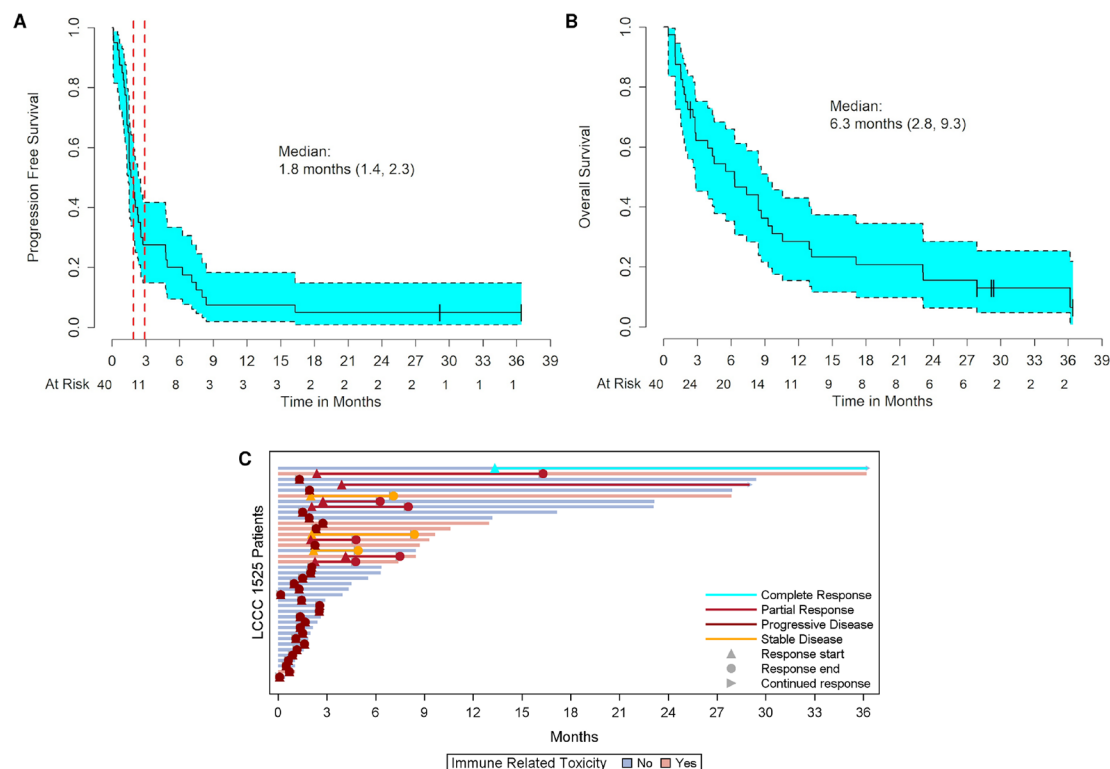 A
Progression Free Survival
1.0
0.8
0.6
0.4
0.2
0.0
Median:
1.8 months (1.4, 2.3)
0 3 6 9 12 15 18 21 24 27 30 33 36 39
At Risk 40 11 8 3 3 3 2 2 2 2 1 1 1
Time in Months
B
Overall Survival
1.0
0.8
0.6
0.4
0.2
0.0
Median:
6.3 months (2.8, 9.3)
0 3 6 9 12 15 18 21 24 27 30 33 36 39
At Risk 40 24 20 14 11 9 8 8 6 6 2 2 2
Time in Months
C
LCCC 1525 Patients
Complete Response
Partial Response
Progressive Disease
Stable Disease
Response start
Response end
Continued response
0 3 6 9 12 15 18 21 24 27 30 33 36
Months
Immune Related Toxicity No Yes